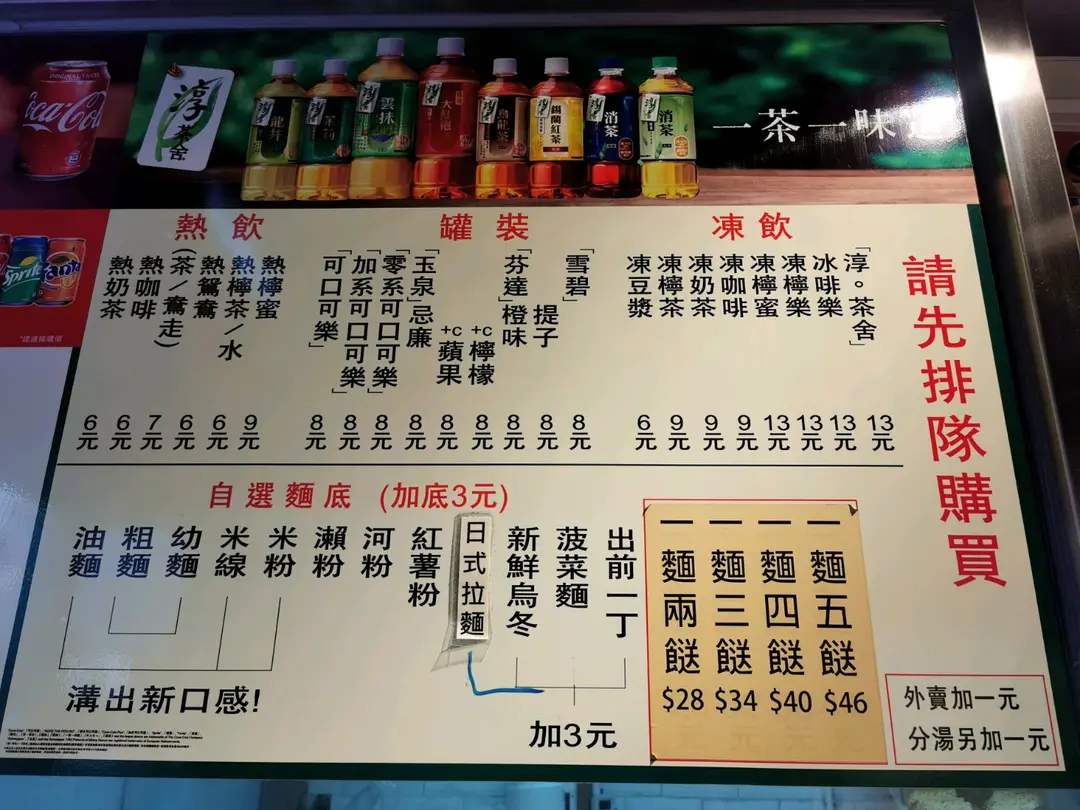 ORIGINAL TASTE
Coca-Cola
淳茶舍
龍井
雲抹
大紅袍
烏龍茶
錫蘭紅茶
消茶
消茶
一茶一味
Sprite
Fanta
熱飲
罐裝
凍飲
熱奶茶
熱咖啡
(茶/齋走)
熱鴛鴦
熱檸茶/水
熱檸蜜
「可口可樂」
「加系可口可樂」
「零系可口可樂」
「玉泉」忌廉
+c蘋果
+c檸檬
「芬達」橙味
提子
「雪碧」
凍豆漿
凍檸茶
凍奶茶
凍咖啡
凍檸蜜
凍檸樂
冰啡樂
「淳。茶舍」
6元 6元 7元 6元 6元 9元
8元 8元 8元 8元 8元 8元 8元 8元 8元
6元 9元 9元 9元 13元 13元 13元 13元
請先排隊購買
自選麵底 (加底3元)
油麵
粗麵
幼麵
米線
米粉
瀨粉
河粉
紅薯粉
日式拉麵
新鮮烏冬
菠菜麵
出前一丁
溝出新口感!
加3元
一麵兩餸 $28
一麵三餸 $34
一麵四餸 $40
一麵五餸 $46
外賣加一元
分湯另加一元